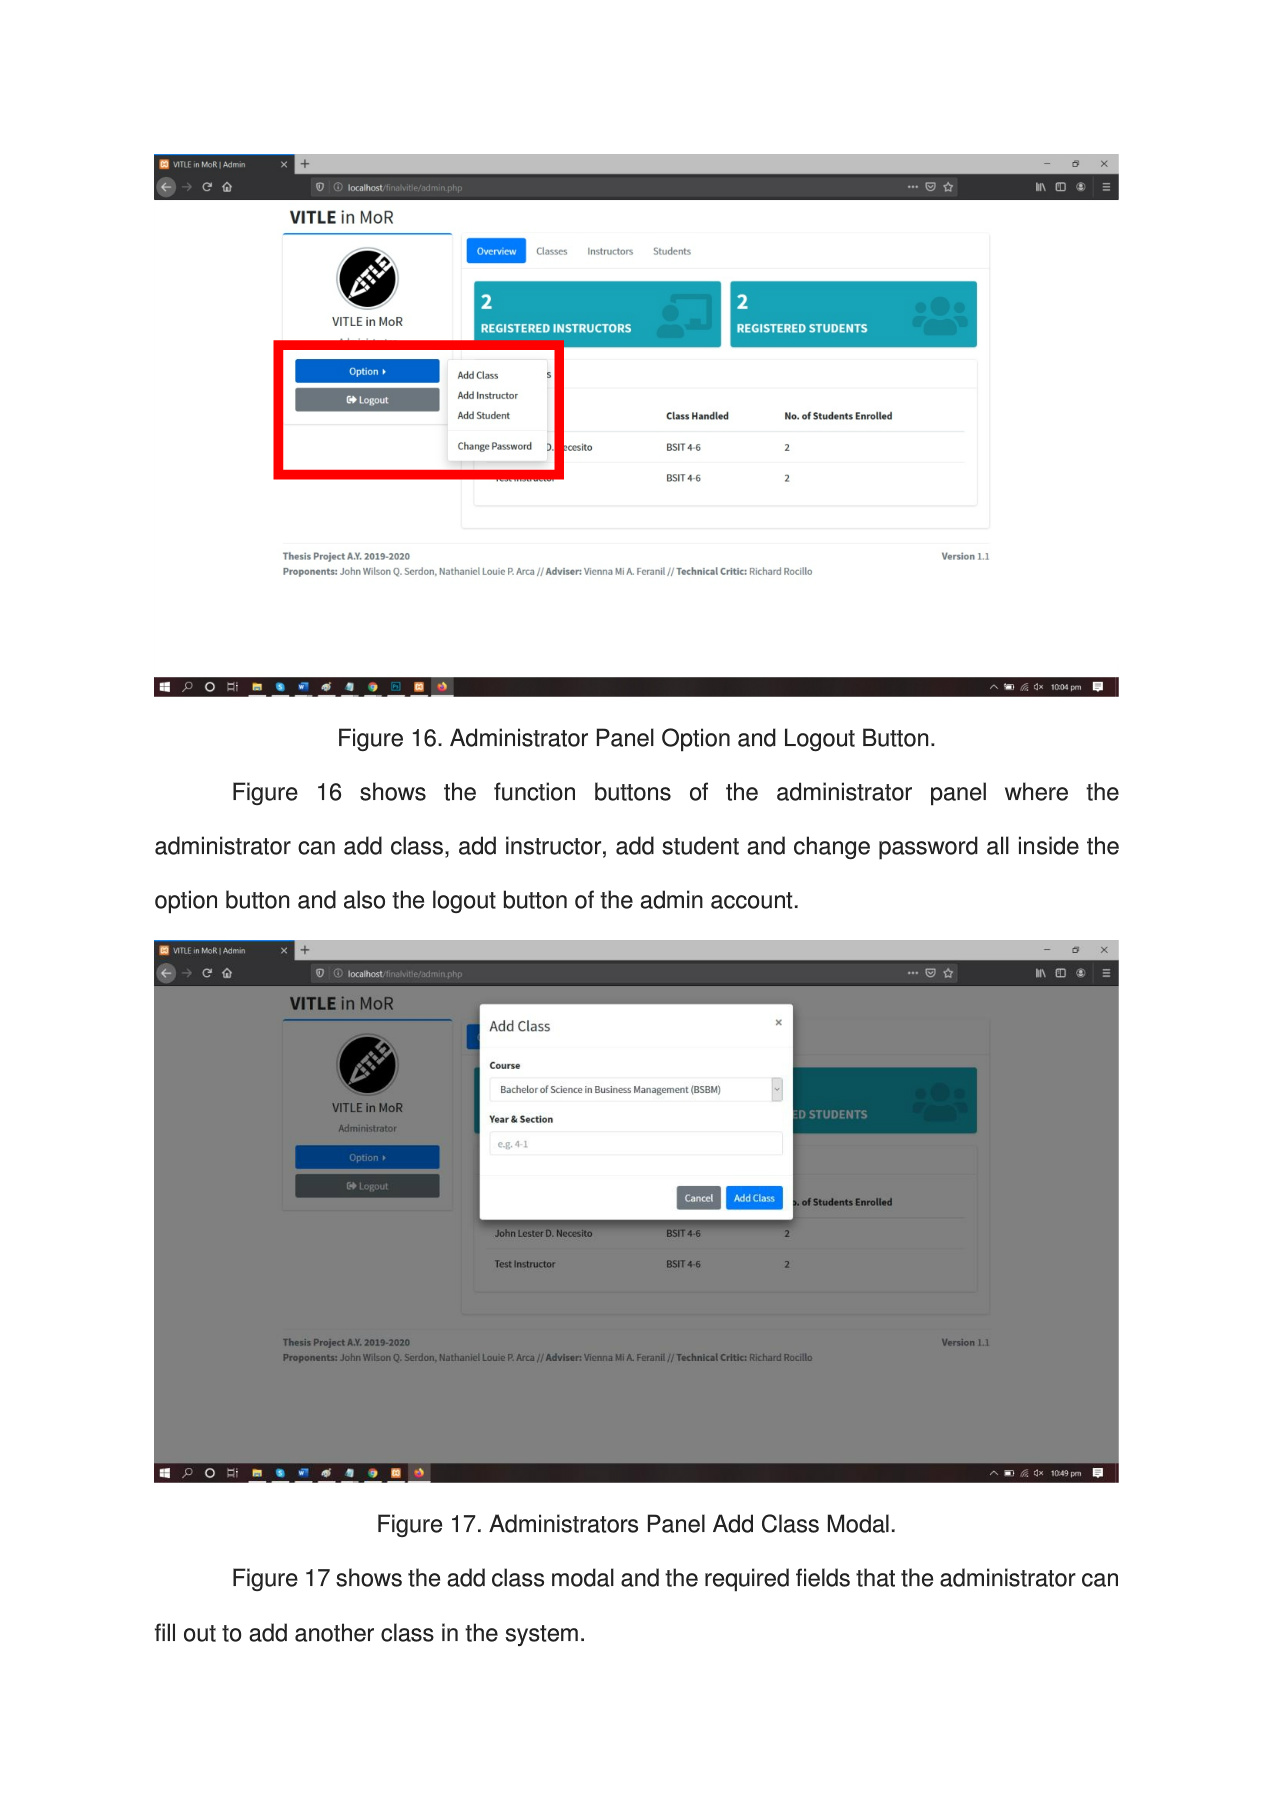 VITLE in MoR | Admin
localhost/finalvitle/admin.php
VITLE in MoR
VITLE in MoR
Option
Logout
Overview Classes Instructors Students
2
REGISTERED INSTRUCTORS
2
REGISTERED STUDENTS
Add Class
Add Instructor
Add Student
Change Password
Class Handled No. of Students Enrolled
D. Necesito BSIT 4-6 2
Test Instructor BSIT 4-6 2
Thesis Project A.Y. 2019-2020 Version 1.1
Proponents: John Wilson Q. Serdon, Nathaniel Louie P. Arca // Adviser: Vienna Mi A. Feranil // Technical Critic: Richard Rocillo
10:04 pm
Figure 16. Administrator Panel Option and Logout Button.
Figure 16 shows the function buttons of the administrator panel where the
administrator can add class, add instructor, add student and change password all inside the
option button and also the logout button of the admin account.
VITLE in MoR | Admin
localhost/finalvitle/admin.php
VITLE in MoR
VITLE in MoR
Administrator
Option
Logout
Add Class
Course
Bachelor of Science in Business Management (BSBM)
Year & Section
e.g. 4-1
Cancel Add Class
ED STUDENTS
o. of Students Enrolled
John Lester D. Necesito BSIT 4-6 2
Test Instructor BSIT 4-6 2
Thesis Project A.Y. 2019-2020 Version 1.1
Proponents: John Wilson Q. Serdon, Nathaniel Louie P. Arca // Adviser: Vienna Mi A. Feranil // Technical Critic: Richard Rocillo
10:49 pm
Figure 17. Administrators Panel Add Class Modal.
Figure 17 shows the add class modal and the required fields that the administrator can
fill out to add another class in the system.